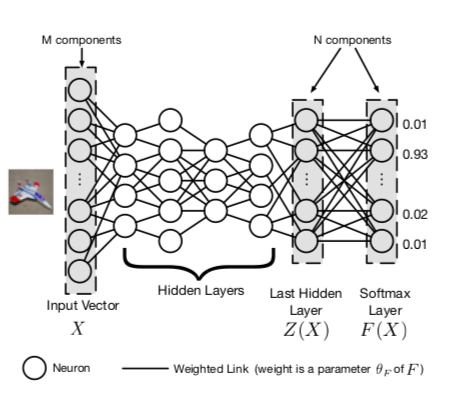 M components
N components
0.01
0.93
0.02
0.01
Hidden Layers
Input Vector
X
Last Hidden
Layer
Z(X)
Softmax
Layer
F(X)
Neuron
Weighted Link (weight is a parameter θ_F of F)